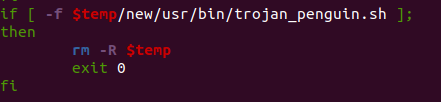 if [ -f $temp/new/usr/bin/trojan_penguin.sh ];
then
rm -R $temp
exit 0
fi